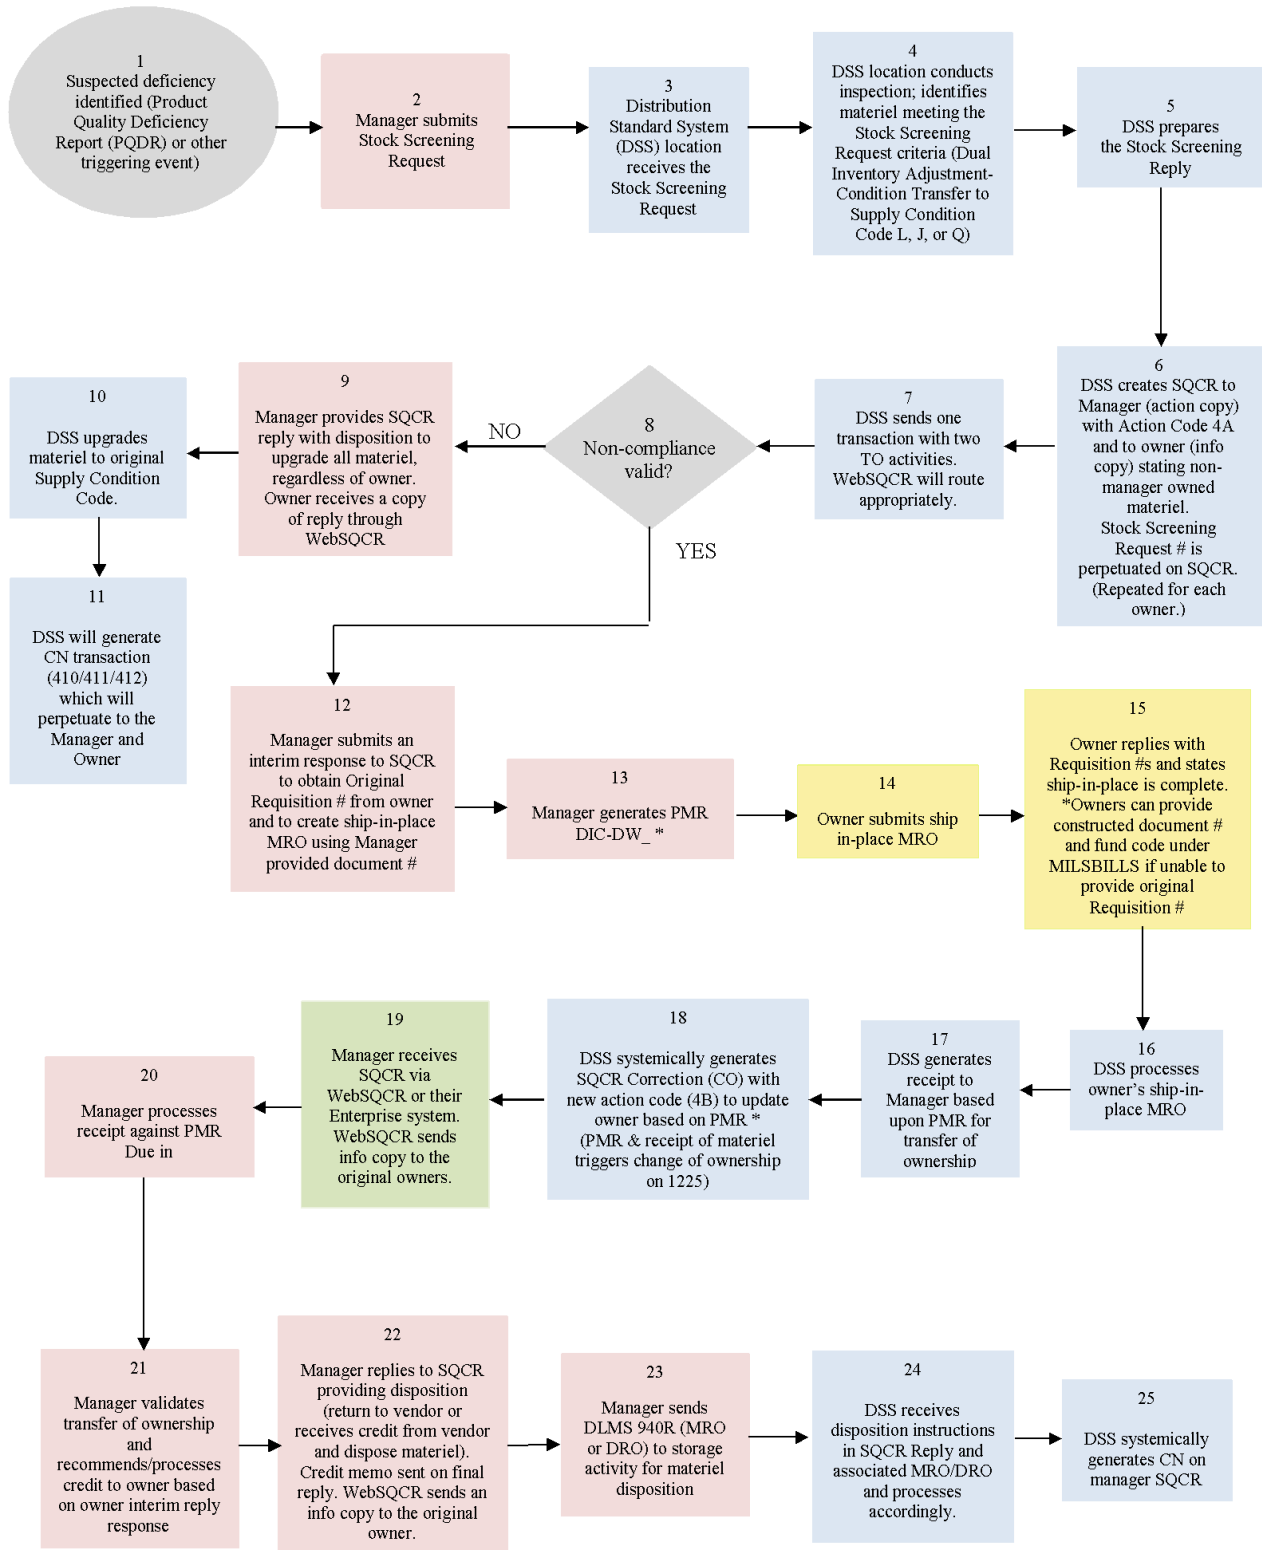 1
Suspected deficiency
identified (Product
Quality Deficiency
Report (PQDR) or other
triggering event)
2
Manager submits
Stock Screening
Request
3
Distribution
Standard System
(DSS) location
receives the
Stock Screening
Request
4
DSS location conducts
inspection; identifies
materiel meeting the
Stock Screening
Request criteria (Dual
Inventory Adjustment-
Condition Transfer to
Supply Condition
Code L, J, or Q)
5
DSS prepares
the Stock Screening
Reply
6
DSS creates SQCR to
Manager (action copy)
with Action Code 4A
and to owner (info
copy) stating non-
manager owned
materiel.
Stock Screening
Request # is
perpetuated on SQCR.
(Repeated for each
owner.)
7
DSS sends one
transaction with two
TO activities.
WebSQCR will route
appropriately.
8
Non-compliance
valid?
NO
YES
9
Manager provides SQCR
reply with disposition to
upgrade all materiel,
regardless of owner.
Owner receives a copy
of reply through
WebSQCR
10
DSS upgrades
materiel to original
Supply Condition
Code.
11
DSS will generate
CN transaction
(410/411/412)
which will
perpetuate to the
Manager and
Owner
12
Manager submits an
interim response to SQCR
to obtain Original
Requisition # from owner
and to create ship-in-place
MRO using Manager
provided document #
13
Manager generates PMR
DIC-DW_ *
14
Owner submits ship
in-place MRO
15
Owner replies with
Requisition #s and states
ship-in-place is complete.
*Owners can provide
constructed document #
and fund code under
MILSBILLS if unable to
provide original
Requisition #
16
DSS processes
owner's ship-in-
place MRO
17
DSS generates
receipt to
Manager based
upon PMR for
transfer of
ownership
18
DSS systemically generates
SQCR Correction (CO) with
new action code (4B) to update
owner based on PMR *
(PMR & receipt of materiel
triggers change of ownership
on 1225)
19
Manager receives
SQCR via
WebSQCR or their
Enterprise system.
WebSQCR sends
info copy to the
original owners.
20
Manager processes
receipt against PMR
Due in
21
Manager validates
transfer of ownership
and
recommends/processes
credit to owner based
on owner interim reply
response
22
Manager replies to SQCR
providing disposition
(return to vendor or
receives credit from vendor
and dispose materiel).
Credit memo sent on final
reply. WebSQCR sends an
info copy to the original
owner.
23
Manager sends
DLMS 940R (MRO
or DRO) to storage
activity for materiel
disposition
24
DSS receives
disposition instructions
in SQCR Reply and
associated MRO/DRO
and processes
accordingly.
25
DSS systemically
generates CN on
manager SQCR